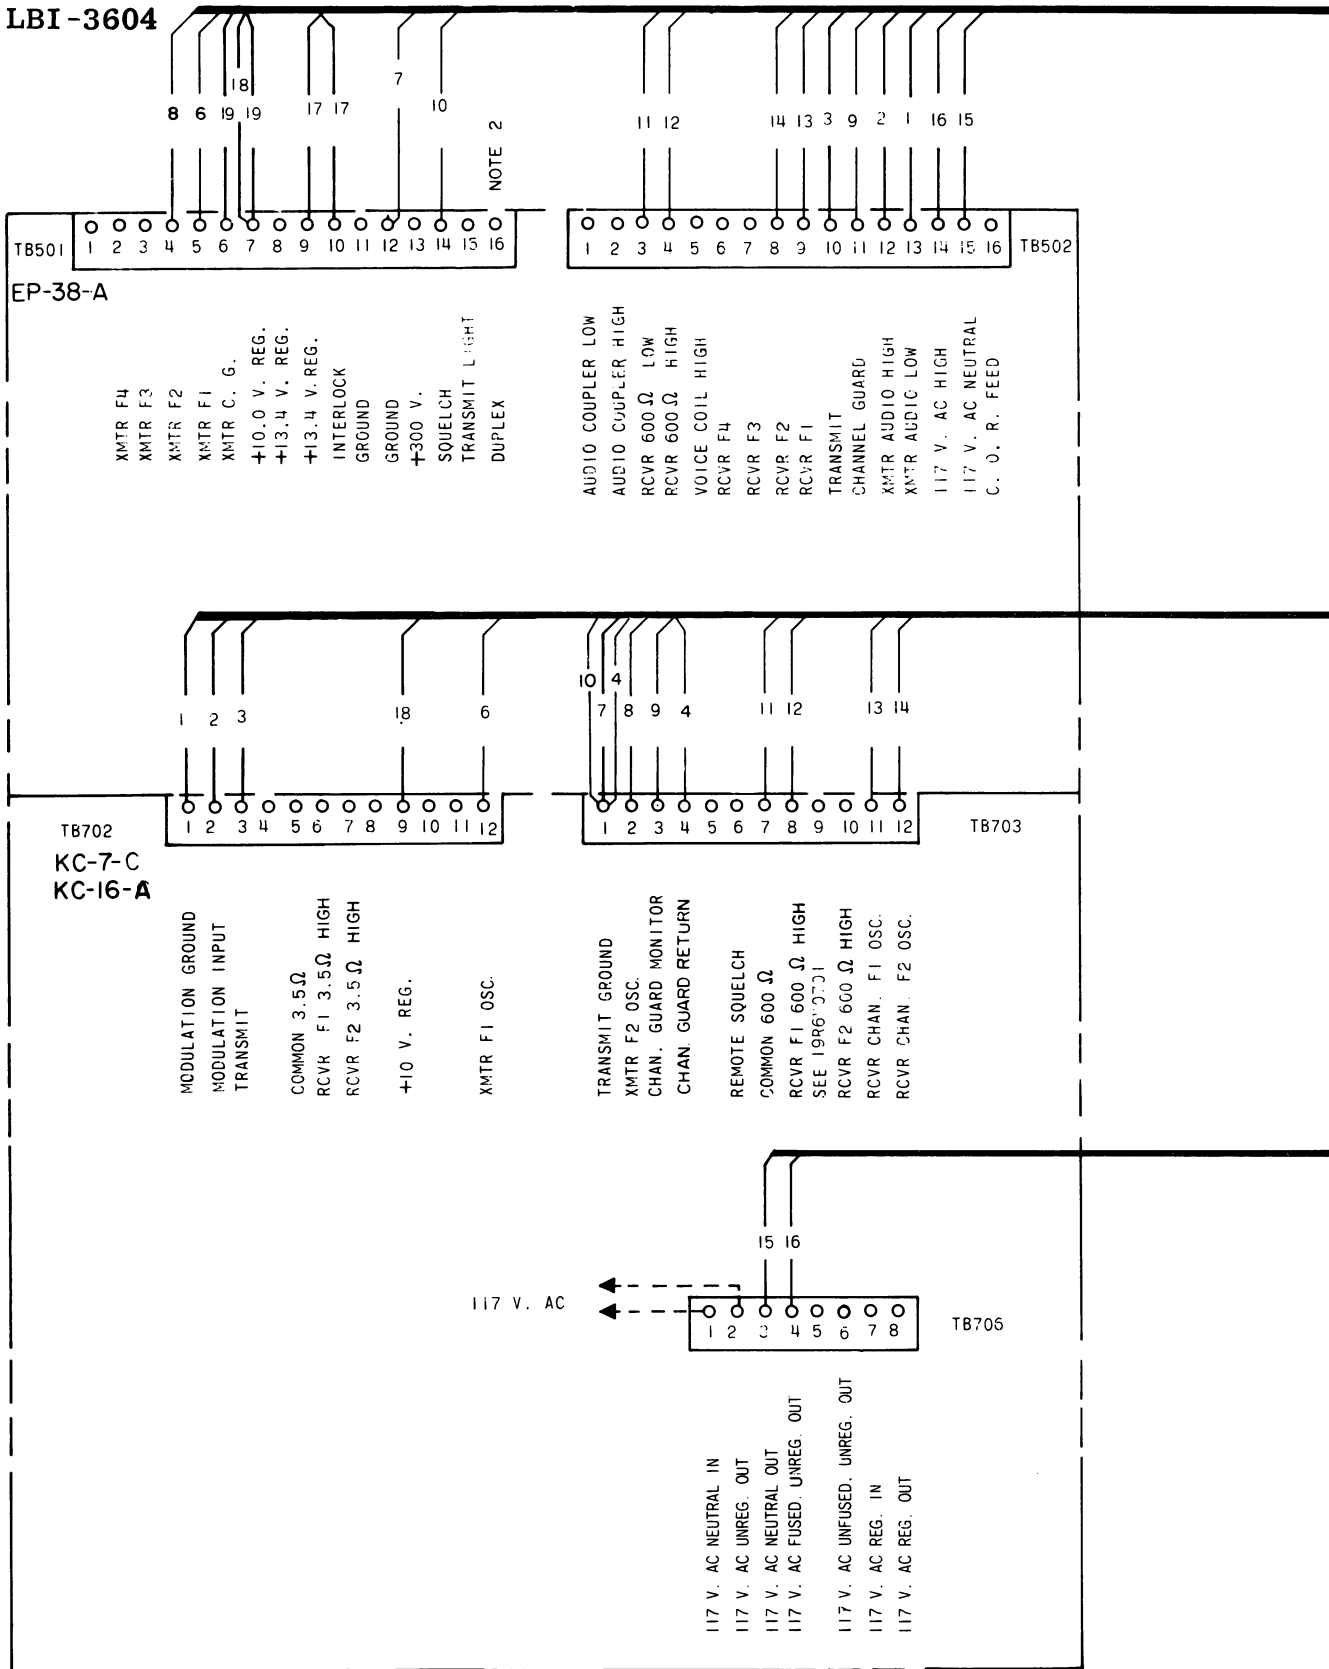 LBI-3604
8 6 19 18 19 17 17 7 10 NOTE 2
11 12 14 13 3 9 2 1 16 15
TB501
1 2 3 4 5 6 7 8 9 10 11 12 13 14 15 16
1 2 3 4 5 6 7 8 9 10 11 12 13 14 15 16
TB502
EP-38-A
XMTR F4
XMTR F3
XMTR F2
XMTR F1
XMTR C. G.
+10.0 V. REG.
+13.4 V. REG.
+13.4 V. REG.
INTERLOCK
GROUND
GROUND
+300 V.
SQUELCH
TRANSMIT LIGHT
DUPLEX
AUDIO COUPLER LOW
AUDIO COUPLER HIGH
RCVR 600 Ω LOW
RCVR 600 Ω HIGH
VOICE COIL HIGH
RCVR F4
RCVR F3
RCVR F2
RCVR F1
TRANSMIT
CHANNEL GUARD
XMTR AUDIO HIGH
XMTR AUDIO LOW
117 V. AC HIGH
117 V. AC NEUTRAL
C. O. R. FEED
1 2 3 18 6
10 7 4 8 9 4 11 12 13 14
TB702
1 2 3 4 5 6 7 8 9 10 11 12
1 2 3 4 5 6 7 8 9 10 11 12
TB703
KC-7-C
KC-16-A
MODULATION GROUND
MODULATION INPUT
TRANSMIT
COMMON 3.5Ω
RCVR F1 3.5Ω HIGH
RCVR F2 3.5Ω HIGH
+10 V. REG.
XMTR F1 OSC.
TRANSMIT GROUND
XMTR F2 OSC.
CHAN. GUARD MONITOR
CHAN. GUARD RETURN
REMOTE SQUELCH
COMMON 600 Ω
RCVR F1 600 Ω HIGH
SEE
RCVR F2 600 Ω HIGH
RCVR CHAN. F1 OSC.
RCVR CHAN. F2 OSC.
15 16
117 V. AC
1 2 3 4 5 6 7 8
117 V. AC NEUTRAL IN
117 V. AC UNREG. OUT
117 V. AC NEUTRAL OUT
117 V. AC FUSED. UNREG. OUT
117 V. AC UNFUSED. UNREG. OUT
117 V. AC REG. IN
117 V. AC REG. OUT